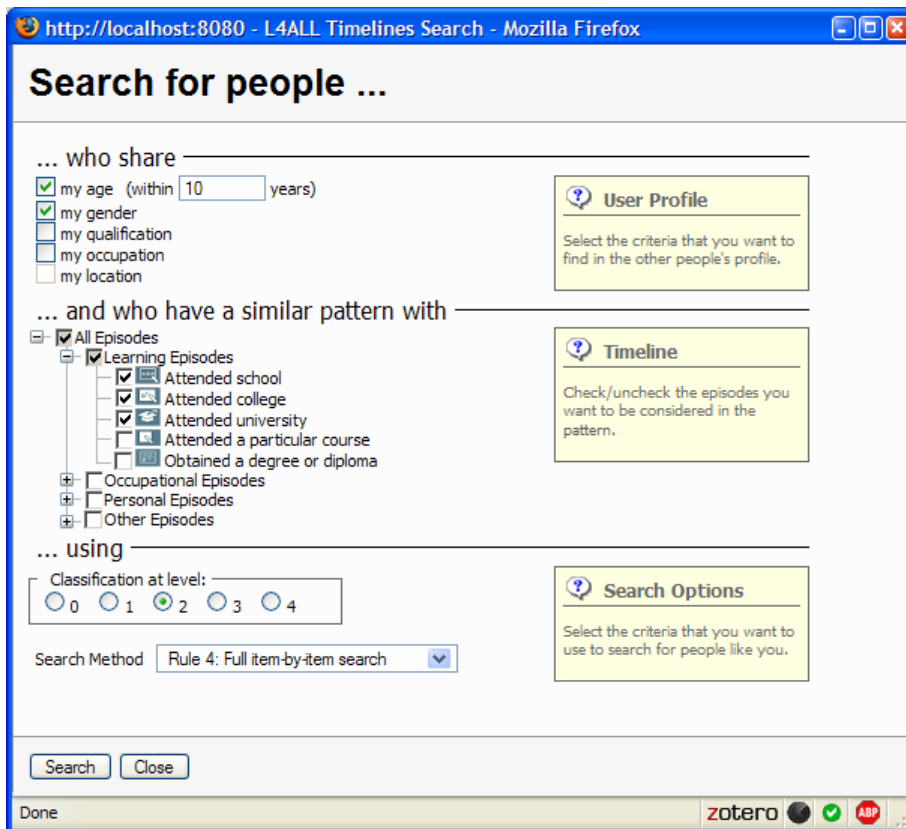 http://localhost:8080 - L4ALL Timelines Search - Mozilla Firefox
Search for people ...
... who share
my age (within 10 years)
my gender
my qualification
my occupation
my location
User Profile
Select the criteria that you want to
find in the other people's profile.
... and who have a similar pattern with
All Episodes
Learning Episodes
Attended school
Attended college
Attended university
Attended a particular course
Obtained a degree or diploma
Occupational Episodes
Personal Episodes
Other Episodes
Timeline
Check/uncheck the episodes you
want to be considered in the
pattern.
... using
Classification at level:
0 1 2 3 4
Search Method Rule 4: Full item-by-item search
Search Options
Select the criteria that you want to
use to search for people like you.
Search Close
Done zotero ABP